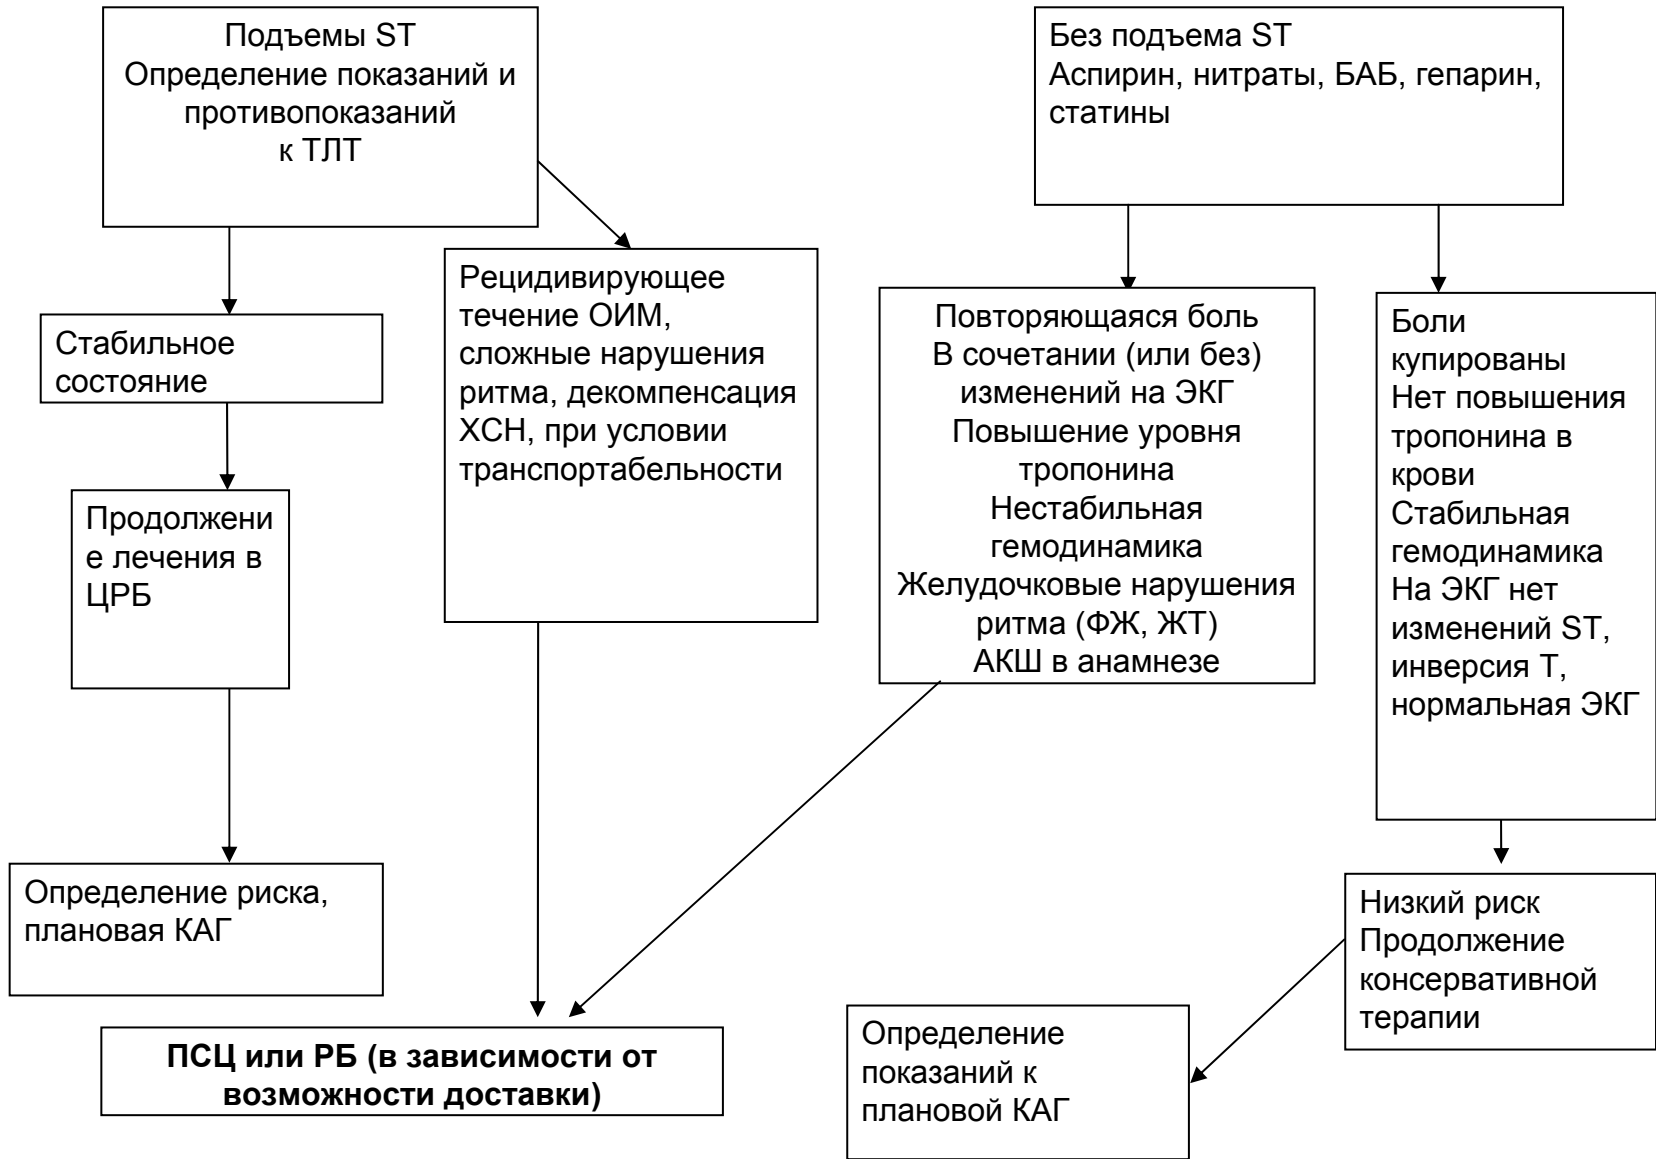 Подъемы ST
Определение показаний и
противопоказаний
к ТЛТ
Без подъема ST
Аспирин, нитраты, БАБ, гепарин,
статины
Стабильное
состояние
Рецидивирующее
течение ОИМ,
сложные нарушения
ритма, декомпенсация
ХСН, при условии
транспортабельности
Повторяющаяся боль
В сочетании (или без)
изменений на ЭКГ
Повышение уровня
тропонина
Нестабильная
гемодинамика
Желудочковые нарушения
ритма (ФЖ, ЖТ)
АКШ в анамнезе
Боли
купированы
Нет повышения
тропонина в
крови
Стабильная
гемодинамика
На ЭКГ нет
изменений ST,
инверсия Т,
нормальная ЭКГ
Продолжени
е лечения в
ЦРБ
Определение риска,
плановая КАГ
Низкий риск
Продолжение
консервативной
терапии
ПСЦ или РБ (в зависимости от
возможности доставки)
Определение
показаний к
плановой КАГ